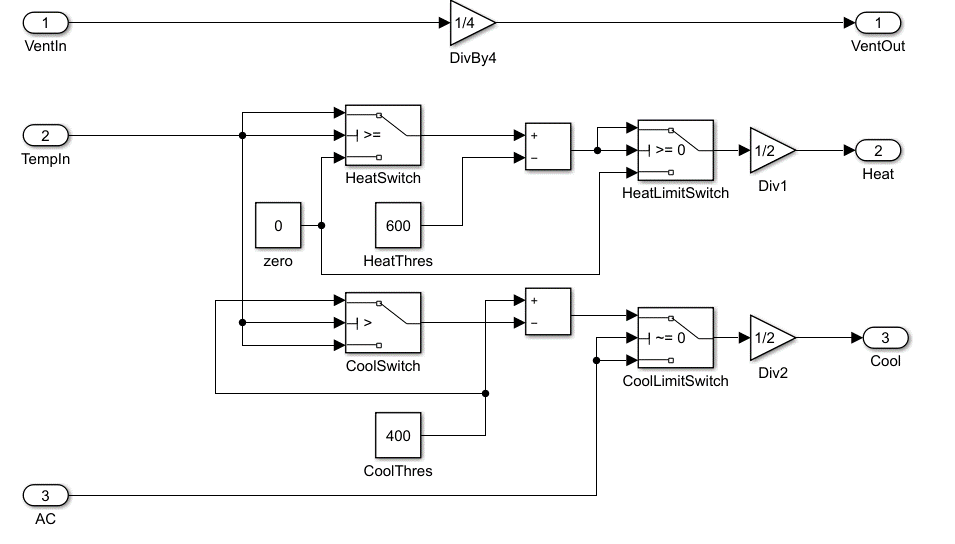 1
VentIn
1/4
DivBy4
1
VentOut
2
TempIn
>=
HeatSwitch
+
−
>= 0
HeatLimitSwitch
1/2
Div1
2
Heat
0
zero
600
HeatThres
>
CoolSwitch
+
−
~= 0
CoolLimitSwitch
1/2
Div2
3
Cool
400
CoolThres
3
AC